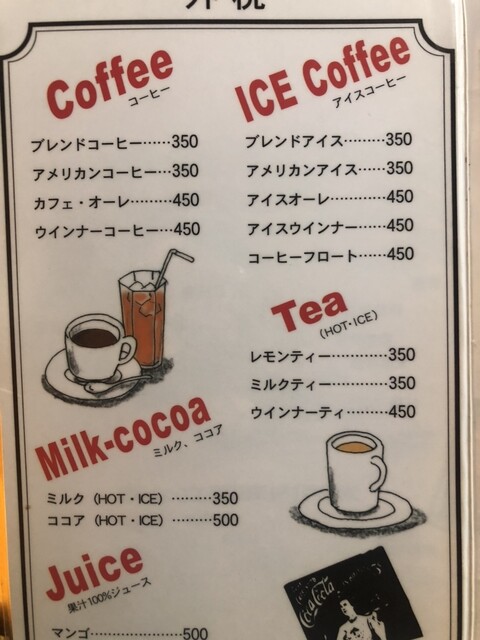 外税
Coffee
コーヒー
ブレンドコーヒー……350
アメリカンコーヒー…350
カフェ・オーレ………450
ウインナーコーヒー…450
ICE Coffee
アイスコーヒー
ブレンドアイス………350
アメリカンアイス……350
アイスオーレ…………450
アイスウインナー……450
コーヒーフロート……450
Tea
(HOT・ICE)
レモンティー…………350
ミルクティー…………350
ウインナーティ………450
Milk-cocoa
ミルク、ココア
ミルク（HOT・ICE）………350
ココア（HOT・ICE）………500
Juice
果汁100%ジュース
マンゴ……………………500
Coca-Cola